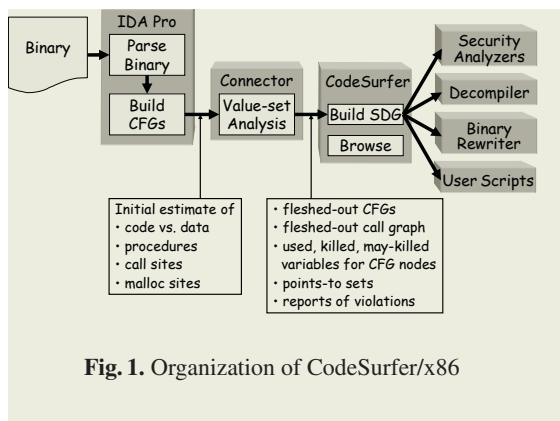 Binary
IDA Pro
Parse
Binary
Build
CFGs
Connector
Value-set
Analysis
CodeSurfer
Build SDG
Browse
Security
Analyzers
Decompiler
Binary
Rewriter
User Scripts
Initial estimate of
• code vs. data
• procedures
• call sites
• malloc sites
• fleshed-out CFGs
• fleshed-out call graph
• used, killed, may-killed
variables for CFG nodes
• points-to sets
• reports of violations
Fig. 1. Organization of CodeSurfer/x86